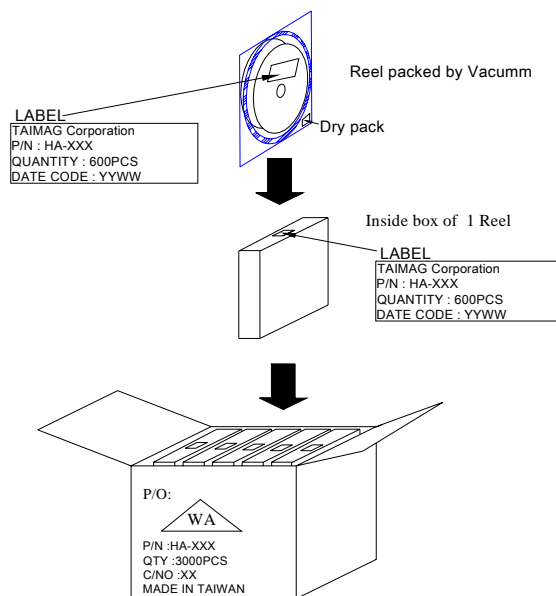 Reel packed by Vacumm
LABEL
TAIMAG Corporation
P/N : HA-XXX
QUANTITY : 600PCS
DATE CODE : YYWW
Dry pack
Inside box of 1 Reel
LABEL
TAIMAG Corporation
P/N : HA-XXX
QUANTITY : 600PCS
DATE CODE : YYWW
P/O:
WA
P/N :HA-XXX
QTY :3000PCS
C/NO :XX
MADE IN TAIWAN